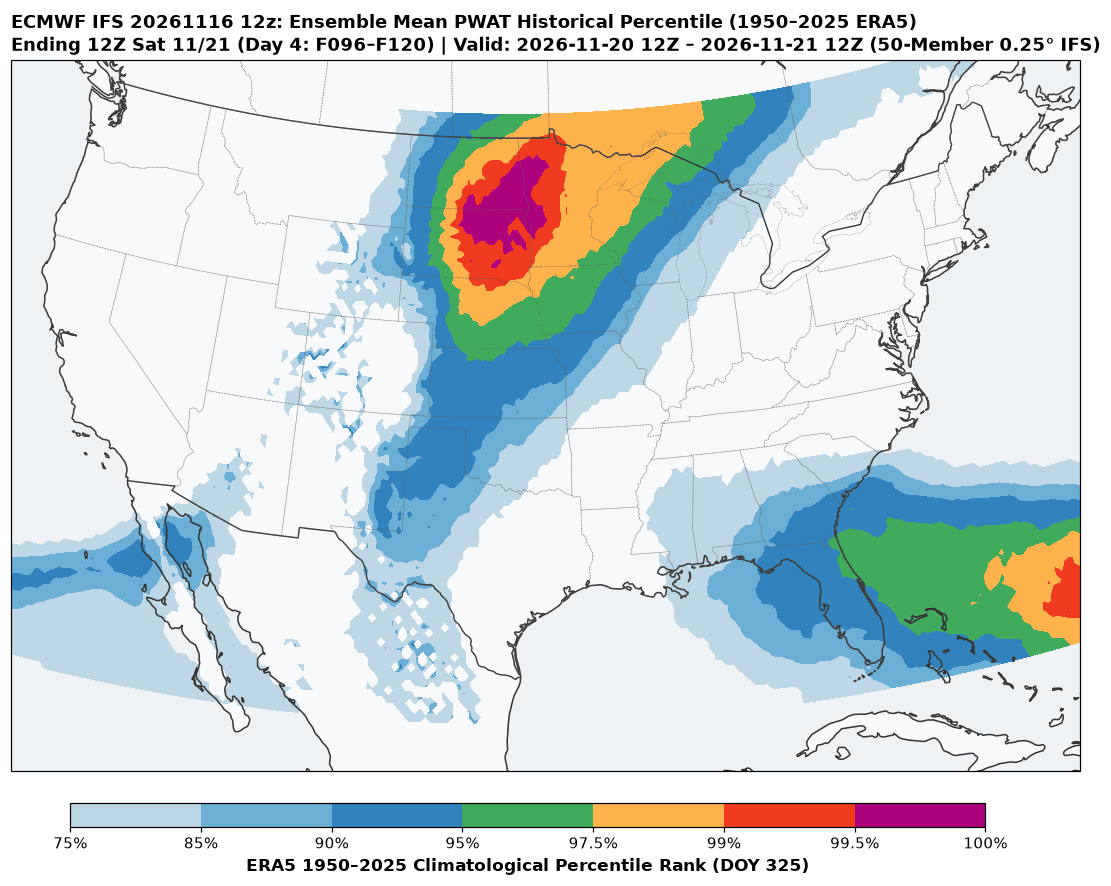 ECMWF IFS 20261116 12z: Ensemble Mean PWAT Historical Percentile (1950–2025 ERA5)
Ending 12Z Sat 11/21 (Day 4: F096–F120) | Valid: 2026-11-20 12Z – 2026-11-21 12Z (50-Member 0.25° IFS)
75% 85% 90% 95% 97.5% 99% 99.5% 100%
ERA5 1950–2025 Climatological Percentile Rank (DOY 325)